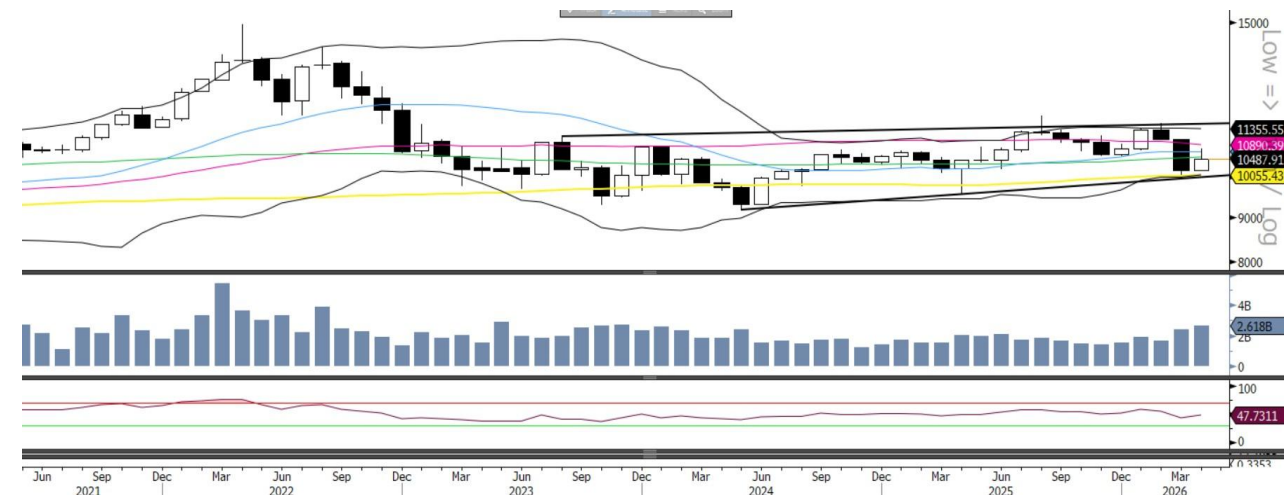 15000
Low =>
11355.55
10890.39
10487.91
10055.43
/ Log
9000
8000
4B
2.618B
2B
0
100
47.7311
0
0.3353
Jun Sep Dec Mar Jun Sep Dec Mar Jun Sep Dec Mar Jun Sep Dec Mar Jun Sep Dec Mar
2021 2022 2023 2024 2025 2026